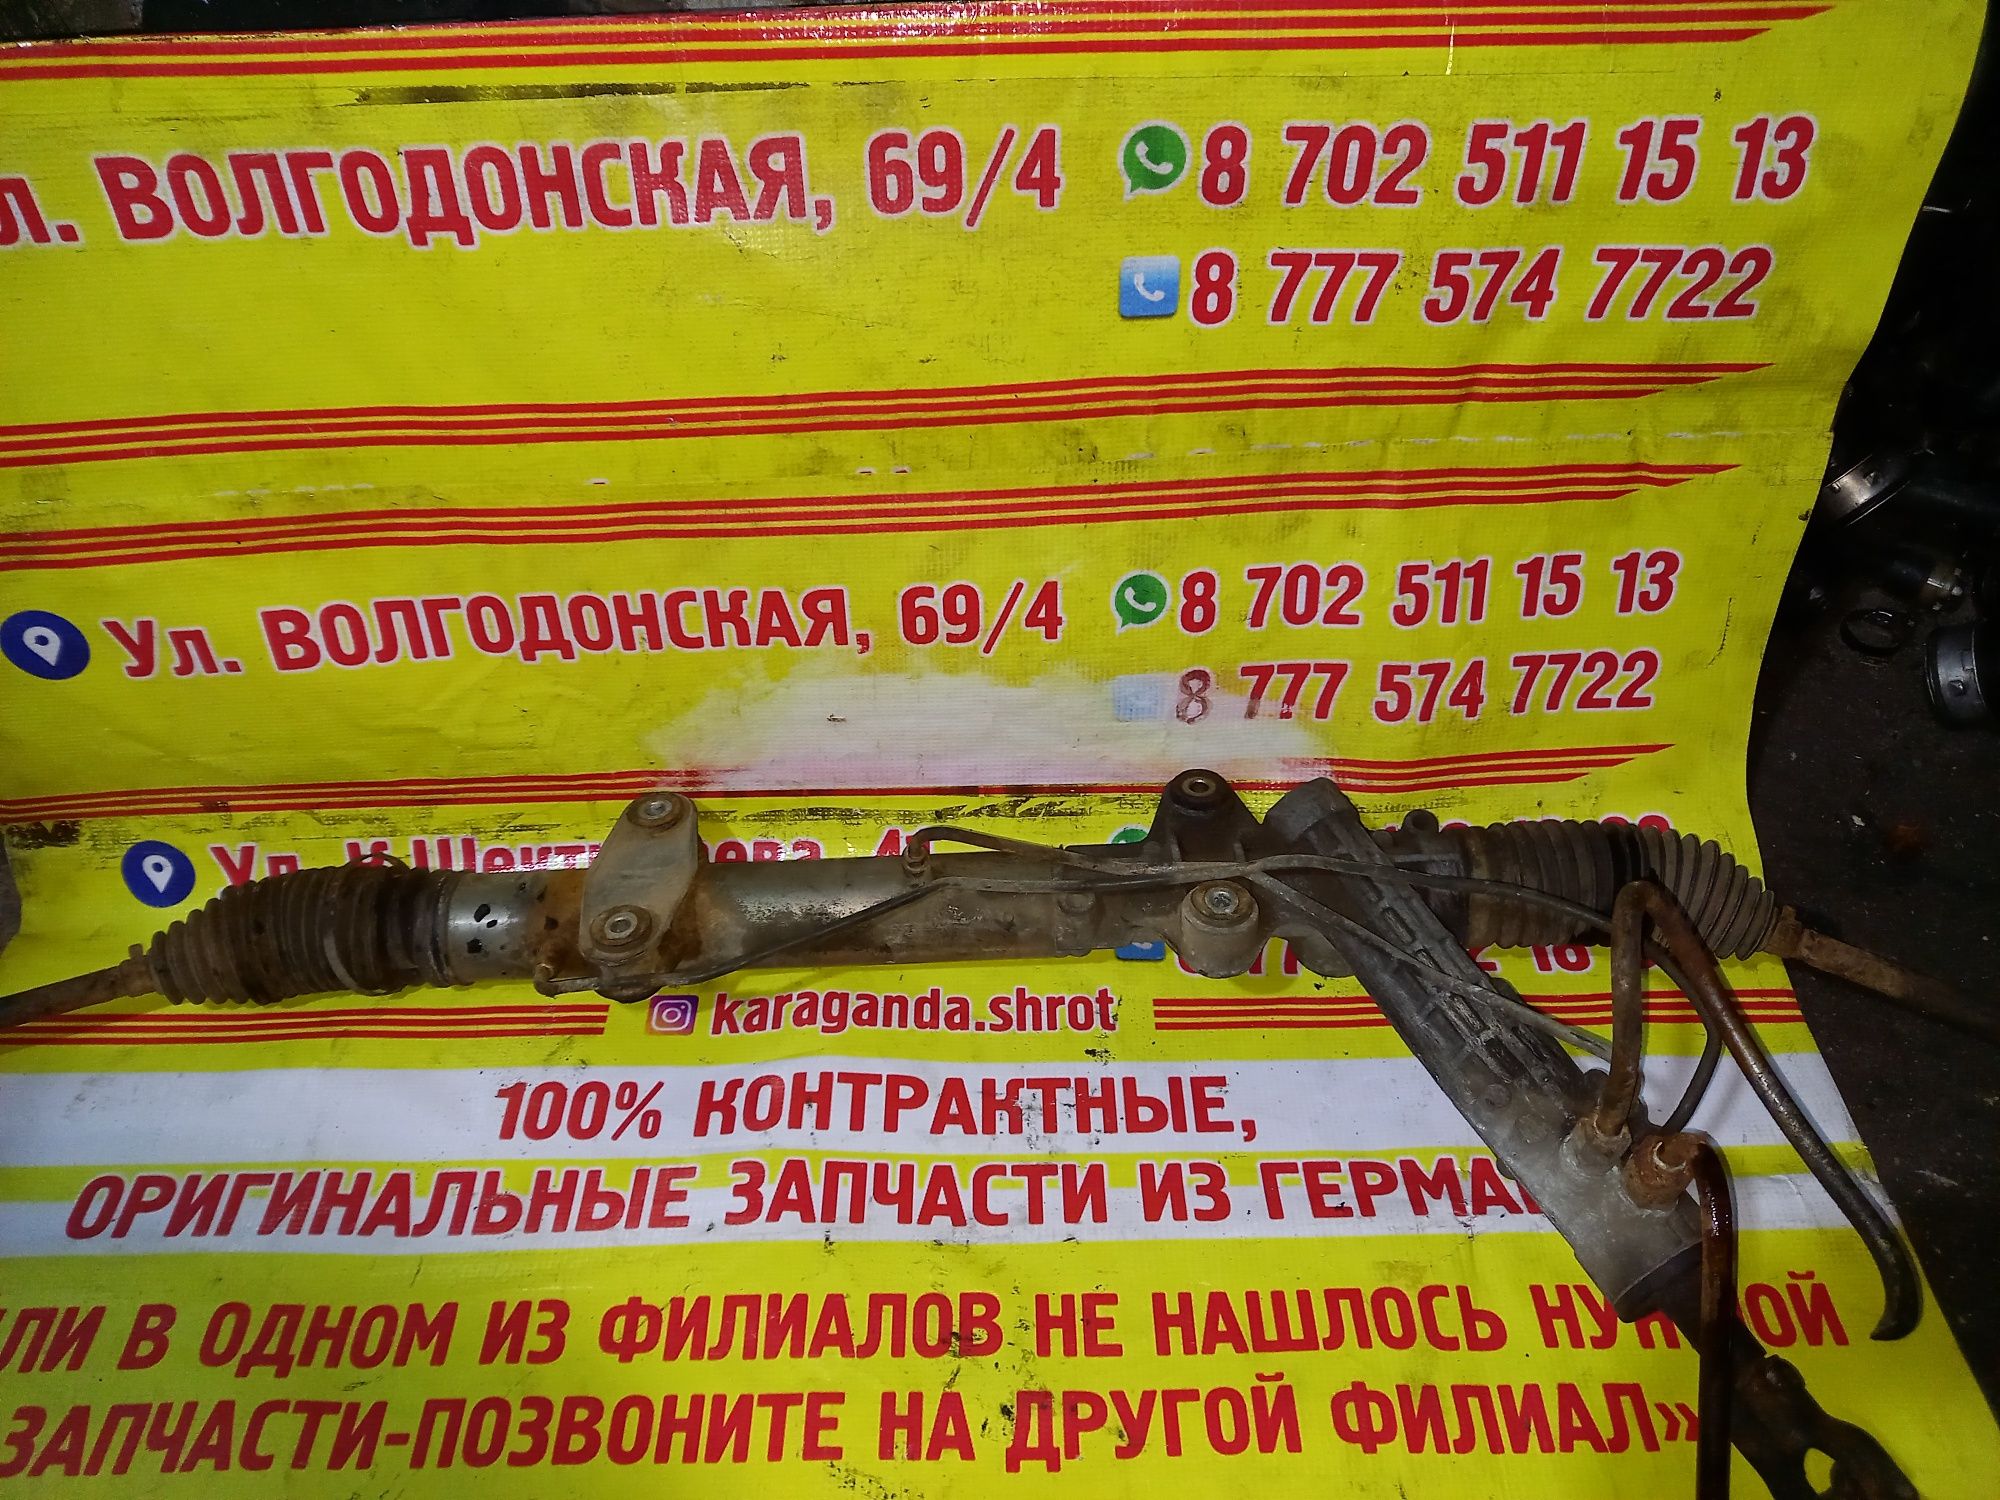 л. ВОЛГОДОНСКАЯ, 69/4 8 702 511 15 13
8 777 574 7722
Ул. ВОЛГОДОНСКАЯ, 69/4 8 702 511 15 13
8 777 574 7722
Ул.
karaganda.shrot
100% КОНТРАКТНЫЕ,
ОРИГИНАЛЬНЫЕ ЗАПЧАСТИ ИЗ ГЕРМА
ЛИ В ОДНОМ ИЗ ФИЛИАЛОВ НЕ НАШЛОСЬ НУЖНОЙ
ЗАПЧАСТИ-ПОЗВОНИТЕ НА ДРУГОЙ ФИЛИАЛ»